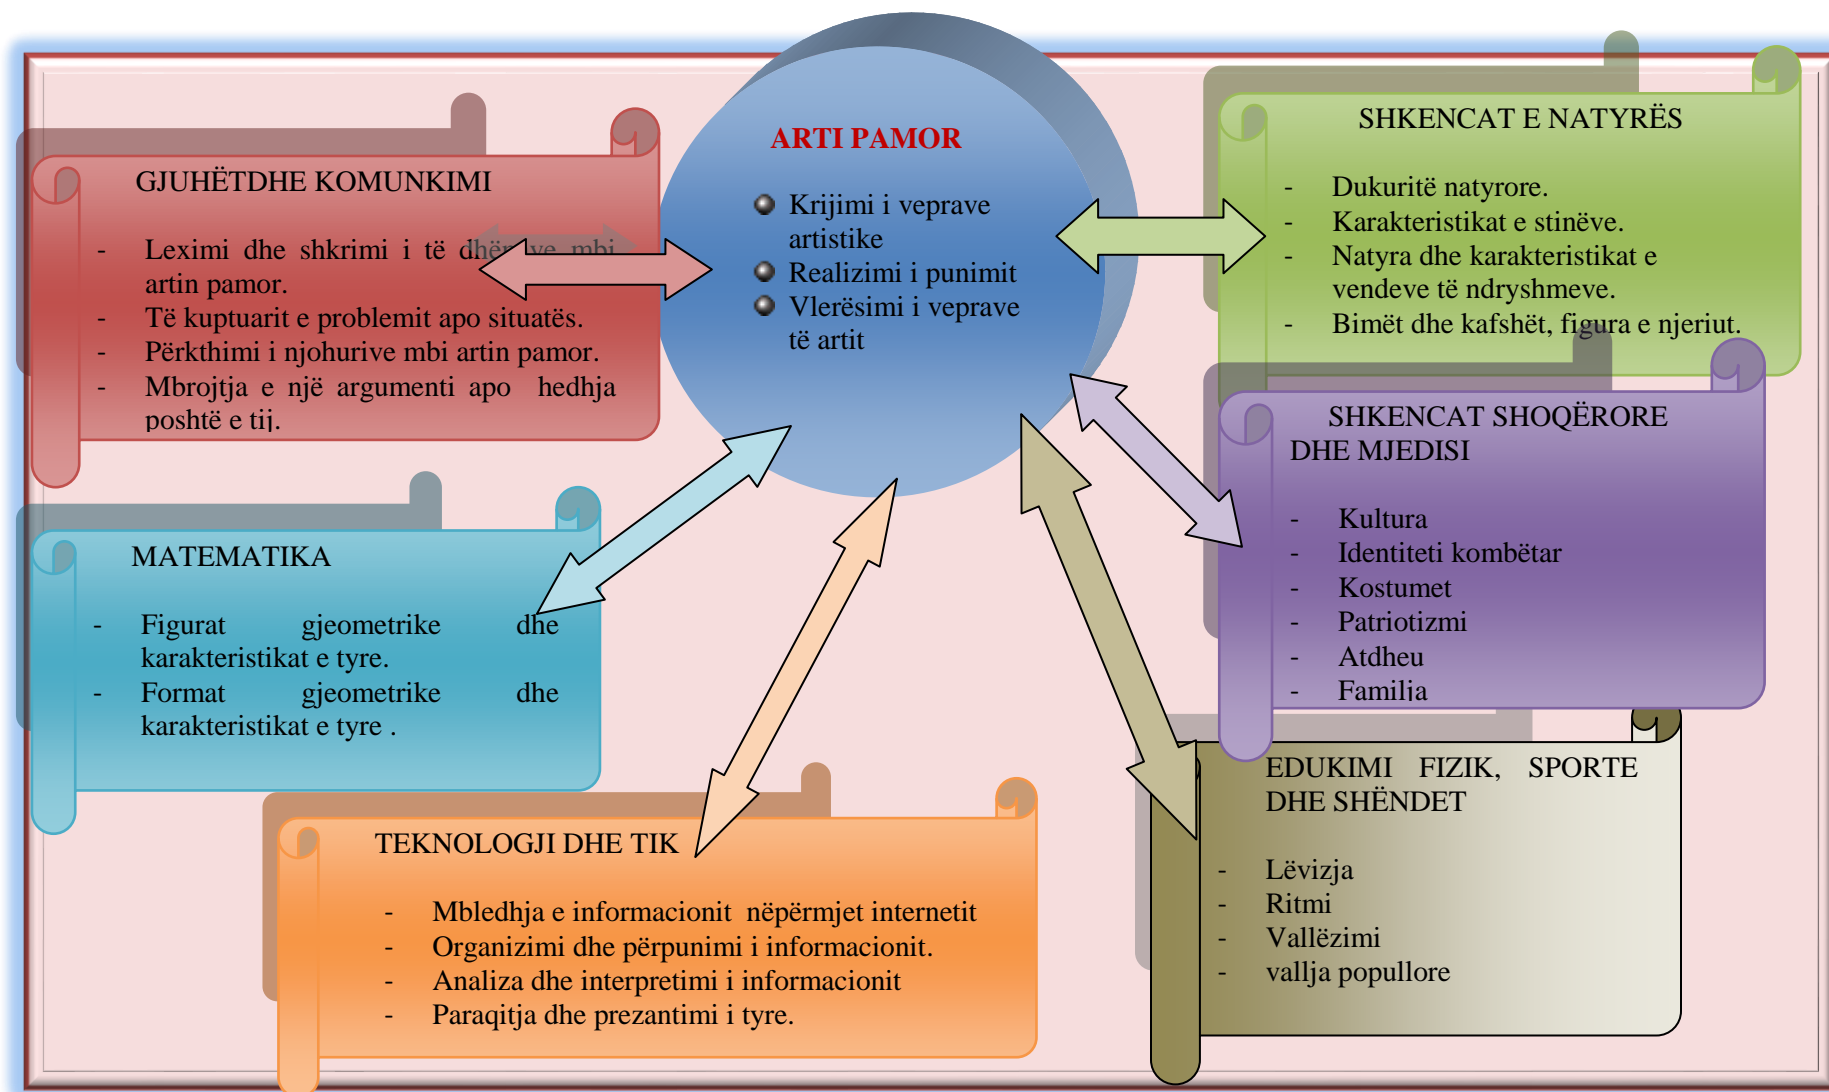 ARTI PAMOR
Krijimi i veprave
artistike
Realizimi i punimit
Vlerësimi i veprave
të artit
GJUHËTDHE KOMUNKIMI
- Leximi dhe shkrimi i të dhënave mbi
artin pamor.
- Të kuptuarit e problemit apo situatës.
- Përkthimi i njohurive mbi artin pamor.
- Mbrojtja e një argumenti apo hedhja
poshtë e tij.
MATEMATIKA
- Figurat gjeometrike dhe
karakteristikat e tyre.
- Format gjeometrike dhe
karakteristikat e tyre .
TEKNOLOGJI DHE TIK
- Mbledhja e informacionit nëpërmjet internetit
- Organizimi dhe përpunimi i informacionit.
- Analiza dhe interpretimi i informacionit
- Paraqitja dhe prezantimi i tyre.
SHKENCAT E NATYRËS
- Dukuritë natyrore.
- Karakteristikat e stinëve.
- Natyra dhe karakteristikat e
vendeve të ndryshmeve.
- Bimët dhe kafshët, figura e njeriut.
SHKENCAT SHOQËRORE
DHE MJEDISI
- Kultura
- Identiteti kombëtar
- Kostumet
- Patriotizmi
- Atdheu
- Familja
EDUKIMI FIZIK, SPORTE
DHE SHËNDET
- Lëvizja
- Ritmi
- Vallëzimi
- vallja popullore